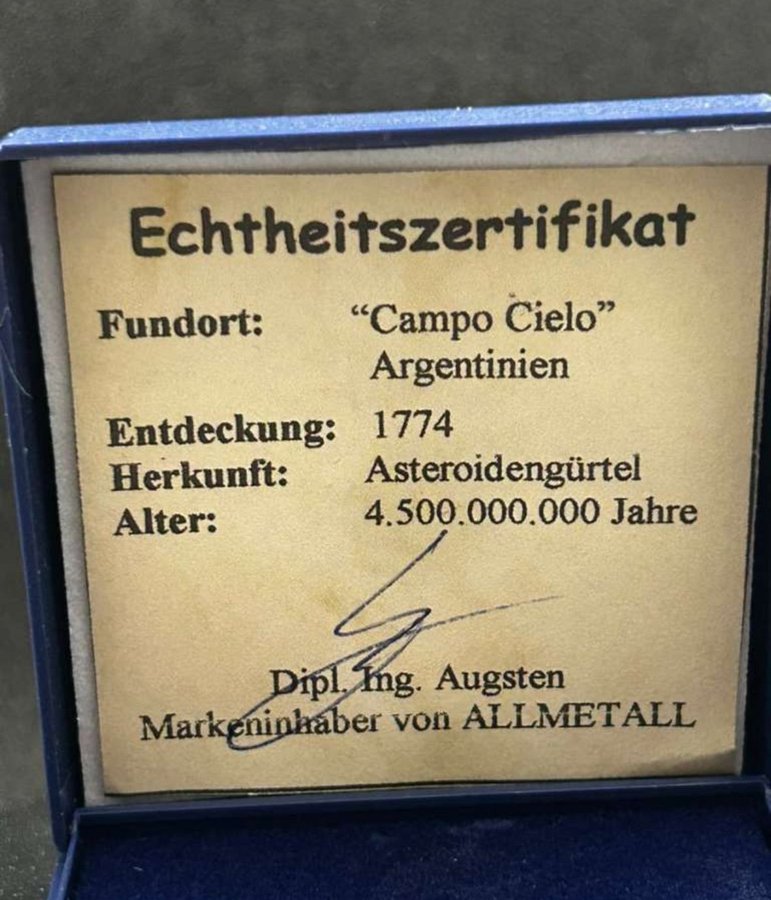 Echtheitszertifikat
Fundort: “Campo Cielo”
Argentinien
Entdeckung: 1774
Herkunft: Asteroidengürtel
Alter: 4.500.000.000 Jahre
Dipl. Ing. Augsten
Markeninhaber von ALLMETALL